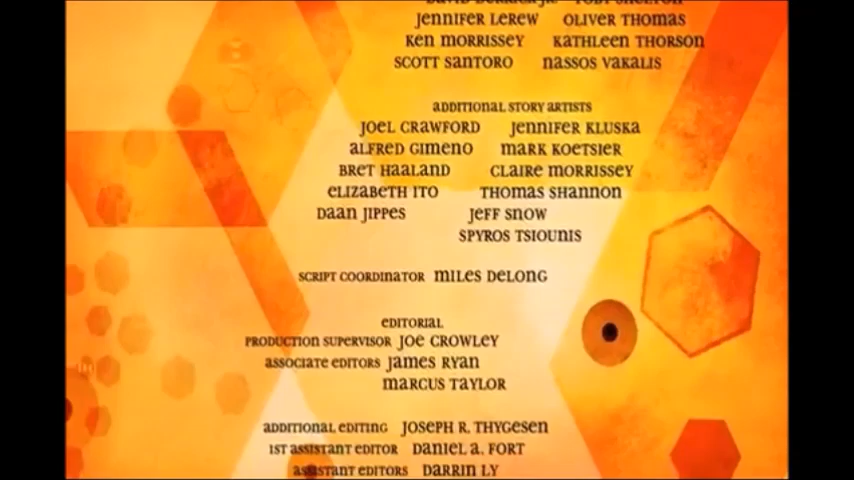 JENNIFER LEREW OLIVER THOMAS
KEN MORRISSEY KATHLEEN THORSON
SCOTT SANTORO NASSOS VAKALIS
ADDITIONAL STORY ARTISTS
JOEL CRAWFORD JENNIFER KLUSKA
ALFRED GIMENO MARK KOETSIER
BRET HAALAND CLAIRE MORRISSEY
ELIZABETH ITO THOMAS SHANNON
DAAN JIPPES JEFF SNOW
SPYROS TSIOUNIS
SCRIPT COORDINATOR MILES DELONG
EDITORIAL
PRODUCTION SUPERVISOR JOE CROWLEY
ASSOCIATE EDITORS JAMES RYAN
MARCUS TAYLOR
ADDITIONAL EDITING JOSEPH R. THYGESEN
1ST ASSISTANT EDITOR DANIEL A. FORT
ASSISTANT EDITORS DARRIN LY